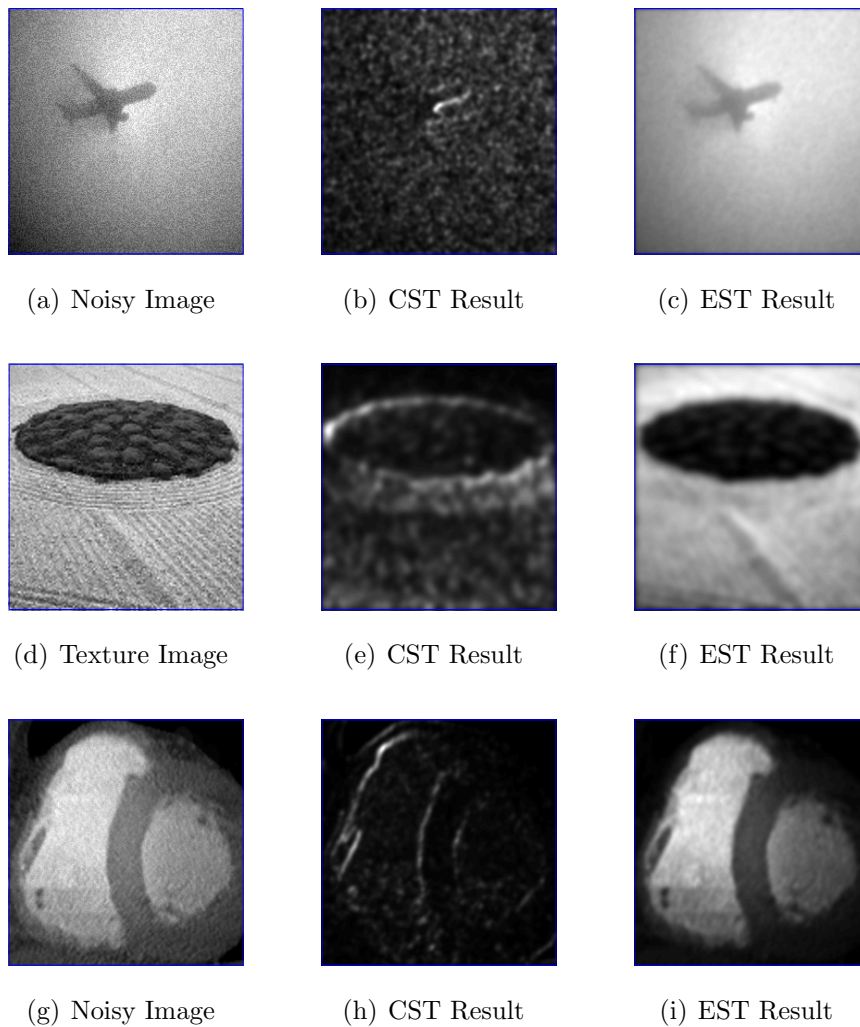 (a) Noisy Image
(b) CST Result
(c) EST Result
(d) Texture Image
(e) CST Result
(f) EST Result
(g) Noisy Image
(h) CST Result
(i) EST Result